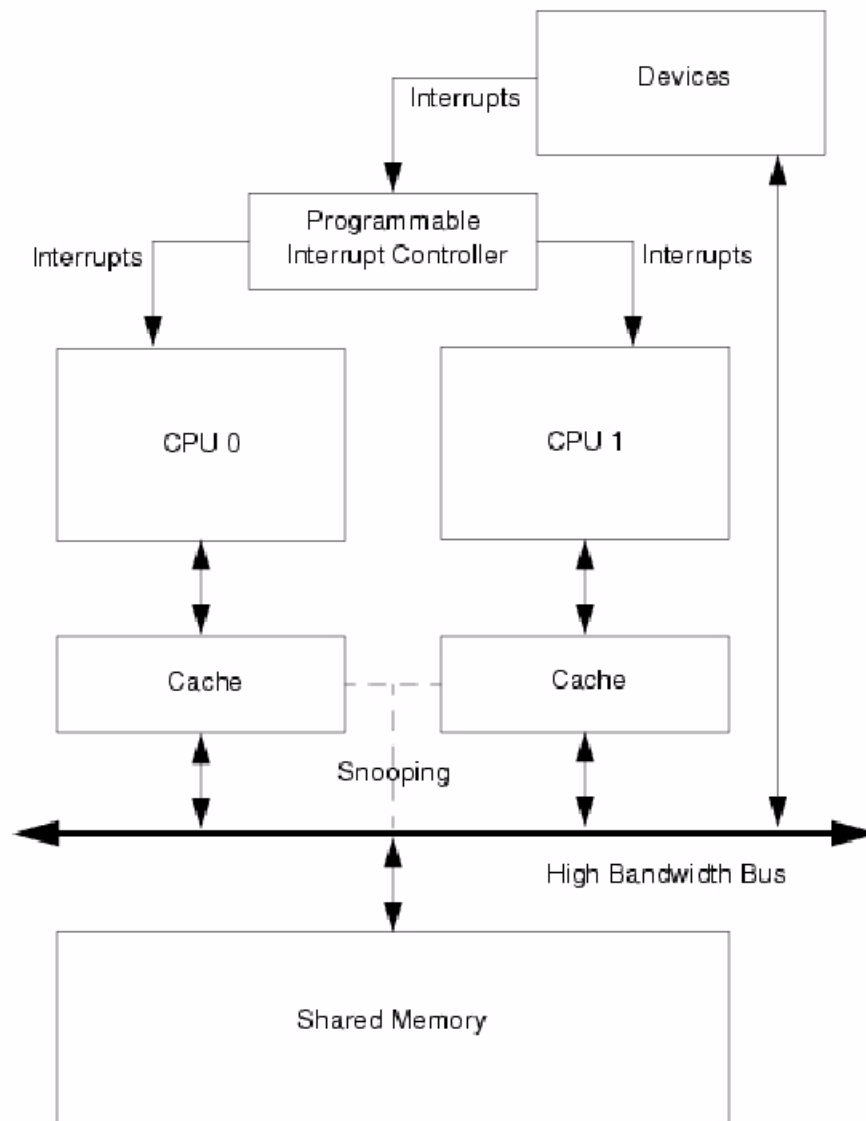 Devices
Interrupts
Programmable
Interrupt Controller
Interrupts
Interrupts
CPU 0
CPU 1
Cache
Cache
Snooping
High Bandwidth Bus
Shared Memory